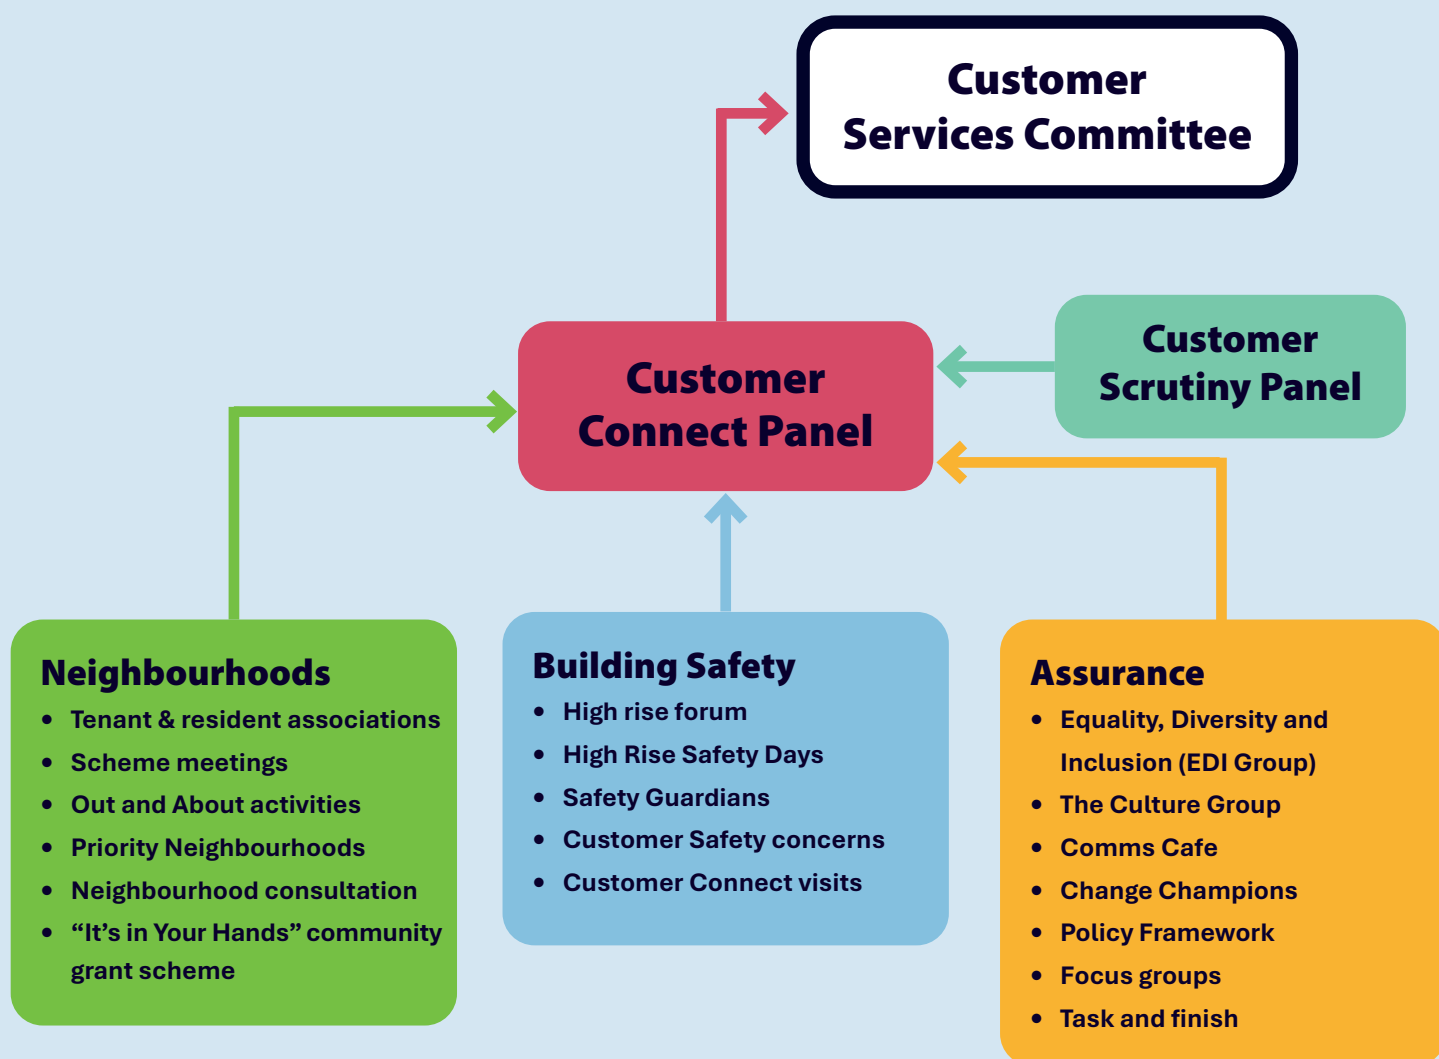 Customer
Services Committee
Customer
Scrutiny Panel
Customer
Connect Panel
Neighbourhoods
• Tenant & resident associations
• Scheme meetings
• Out and About activities
• Priority Neighbourhoods
• Neighbourhood consultation
• “It’s in Your Hands” community
grant scheme
Building Safety
• High rise forum
• High Rise Safety Days
• Safety Guardians
• Customer Safety concerns
• Customer Connect visits
Assurance
• Equality, Diversity and
Inclusion (EDI Group)
• The Culture Group
• Comms Cafe
• Change Champions
• Policy Framework
• Focus groups
• Task and finish